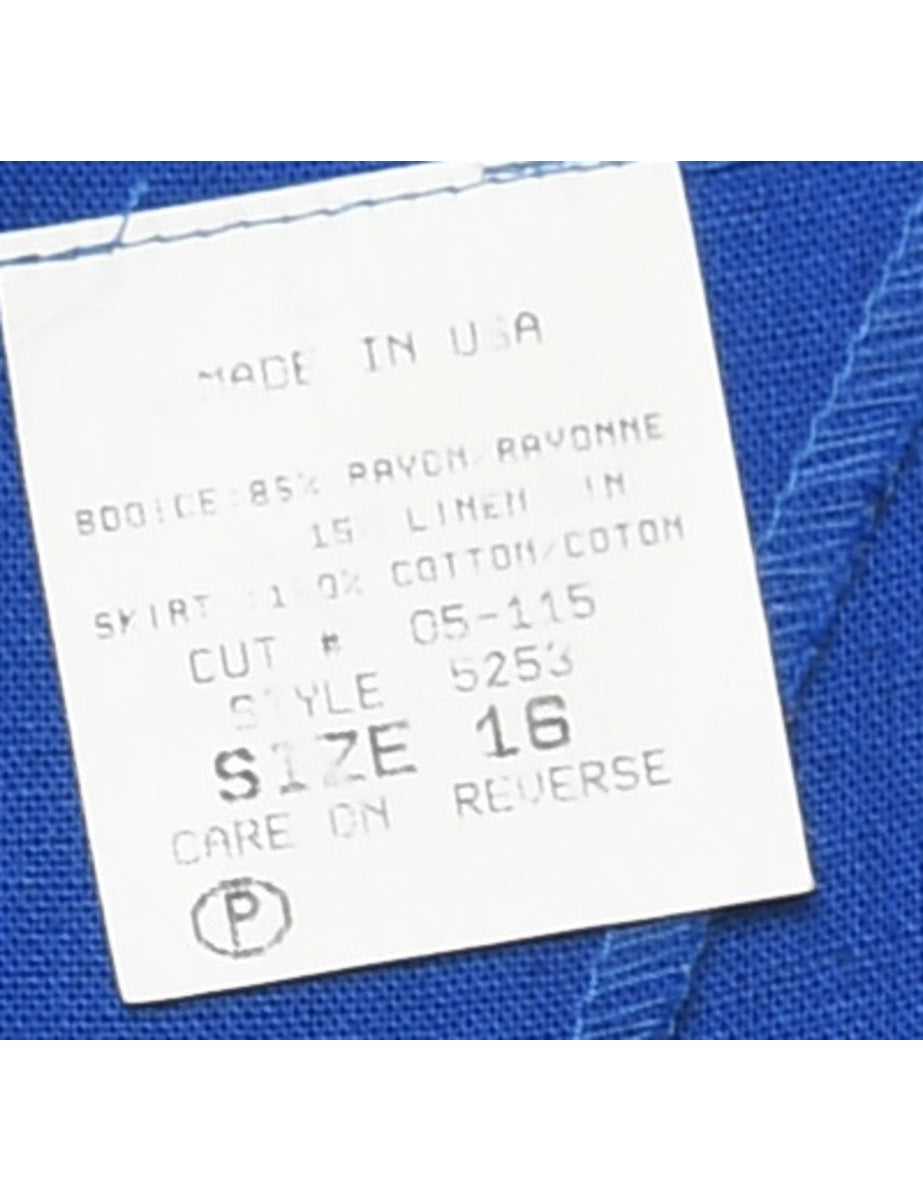 MADE IN USA
BODICE:85% RAYON/RAYONNE
15% LINEN LIN
SKIRT :100% COTTON/COTON
CUT # 05-115
STYLE 5253
SIZE 16
CARE ON REVERSE
P